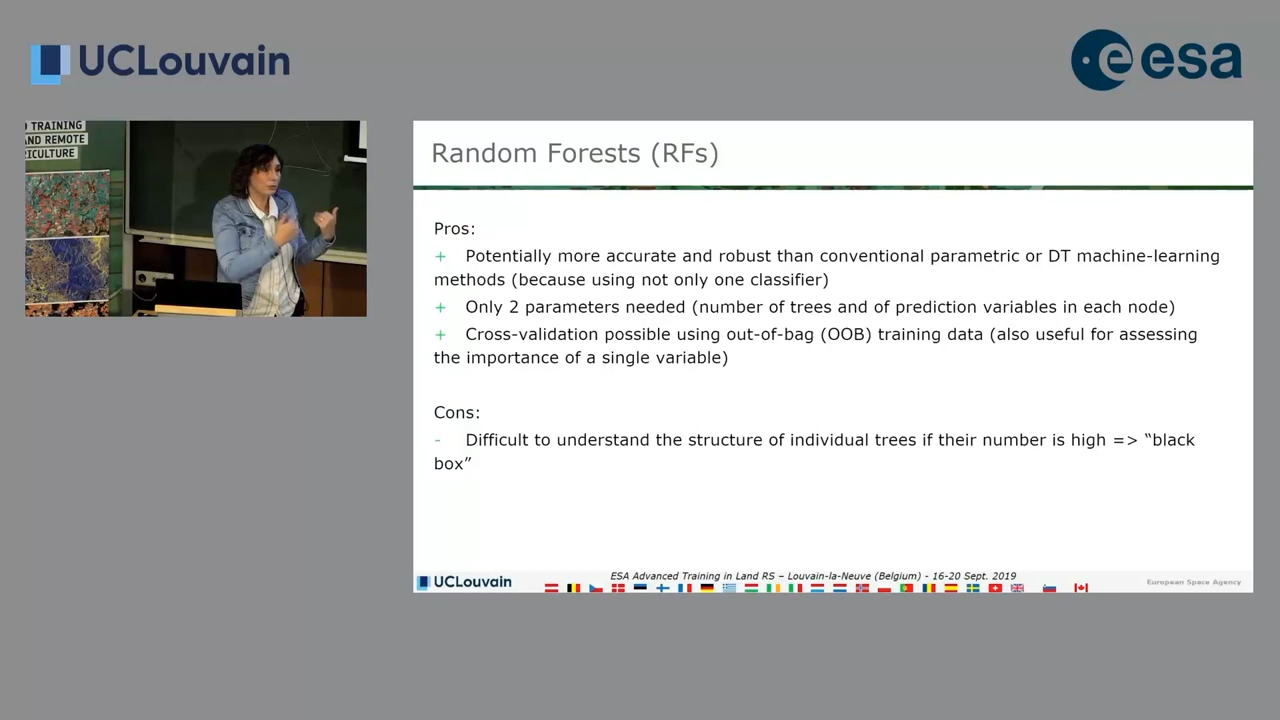 UCLouvain
esa
D TRAINING
AND REMOTE
ICULTURE
Random Forests (RFs)
Pros:
+ Potentially more accurate and robust than conventional parametric or DT machine-learning
methods (because using not only one classifier)
+ Only 2 parameters needed (number of trees and of prediction variables in each node)
+ Cross-validation possible using out-of-bag (OOB) training data (also useful for assessing
the importance of a single variable)
Cons:
- Difficult to understand the structure of individual trees if their number is high => “black
box”
UCLouvain
ESA Advanced Training in Land RS – Louvain-la-Neuve (Belgium) - 16-20 Sept. 2019
European Space Agency